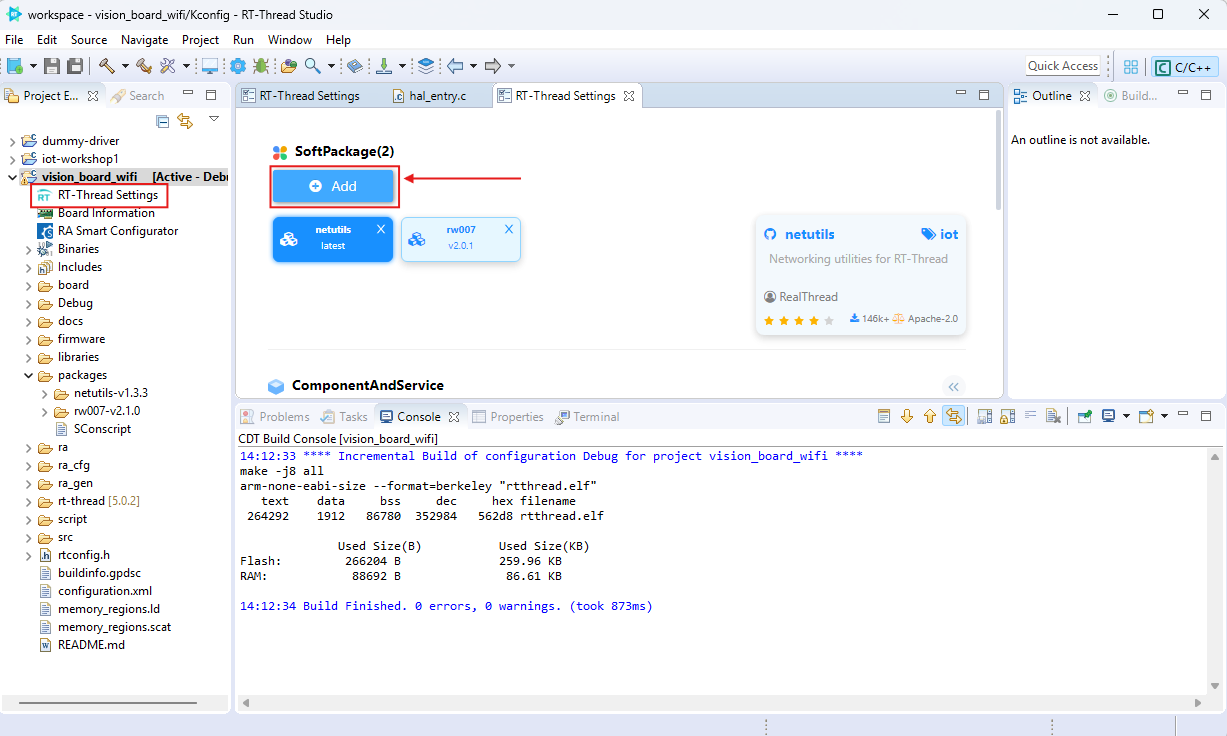 workspace - vision_board_wifi/Kconfig - RT-Thread Studio
File Edit Source Navigate Project Run Window Help
Quick Access
C/C++
Project E...
Search
dummy-driver
iot-workshop1
vision_board_wifi [Active - Debu
RT-Thread Settings
Board Information
RA Smart Configurator
Binaries
Includes
board
Debug
docs
firmware
libraries
packages
netutils-v1.3.3
rw007-v2.1.0
SConscript
ra
ra_cfg
ra_gen
rt-thread [5.0.2]
script
src
rtconfig.h
buildinfo.gpdsc
configuration.xml
memory_regions.ld
memory_regions.scat
README.md
RT-Thread Settings
hal_entry.c
RT-Thread Settings
SoftPackage(2)
Add
netutils
latest
rw007
v2.0.1
netutils iot
Networking utilities for RT-Thread
RealThread
146k+ Apache-2.0
ComponentAndService
Outline
Build...
An outline is not available.
Problems Tasks Console Properties Terminal
CDT Build Console [vision_board_wifi]
14:12:33 **** Incremental Build of configuration Debug for project vision_board_wifi ****
make -j8 all
arm-none-eabi-size --format=berkeley "rtthread.elf"
text data bss dec hex filename
264292 1912 86780 352984 562d8 rtthread.elf
Used Size(B) Used Size(KB)
Flash: 266204 B 259.96 KB
RAM: 88692 B 86.61 KB
14:12:34 Build Finished. 0 errors, 0 warnings. (took 873ms)